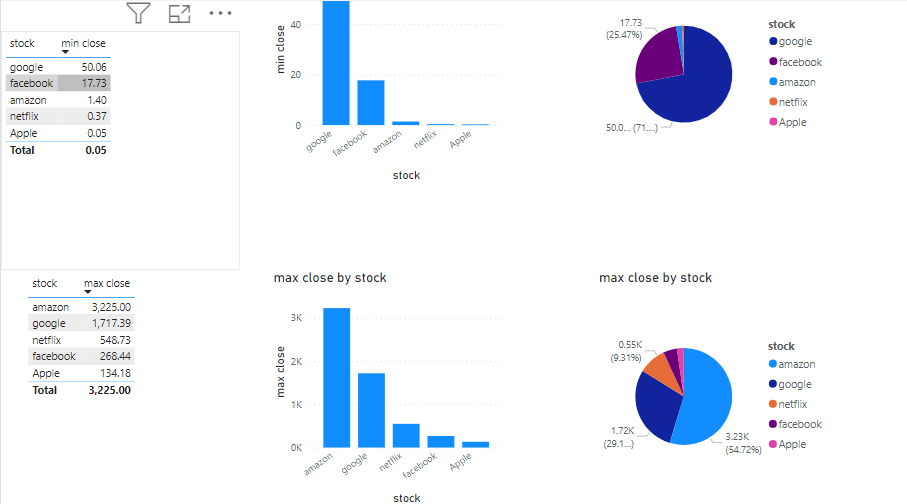 stock min close
google 50.06
facebook 17.73
amazon 1.40
netflix 0.37
Apple 0.05
Total 0.05
min close
40
20
0
google facebook amazon netflix Apple
stock
17.73
(25.47%)
50.0... (71....)
stock
google
facebook
amazon
netflix
Apple
stock max close
amazon 3,225.00
google 1,717.39
netflix 548.73
facebook 268.44
Apple 134.18
Total 3,225.00
max close by stock
max close
3K
2K
1K
0K
amazon google netflix facebook Apple
stock
max close by stock
0.55K
(9.31%)
1.72K
(29.1...)
3.23K
(54.72%)
stock
amazon
google
netflix
facebook
Apple